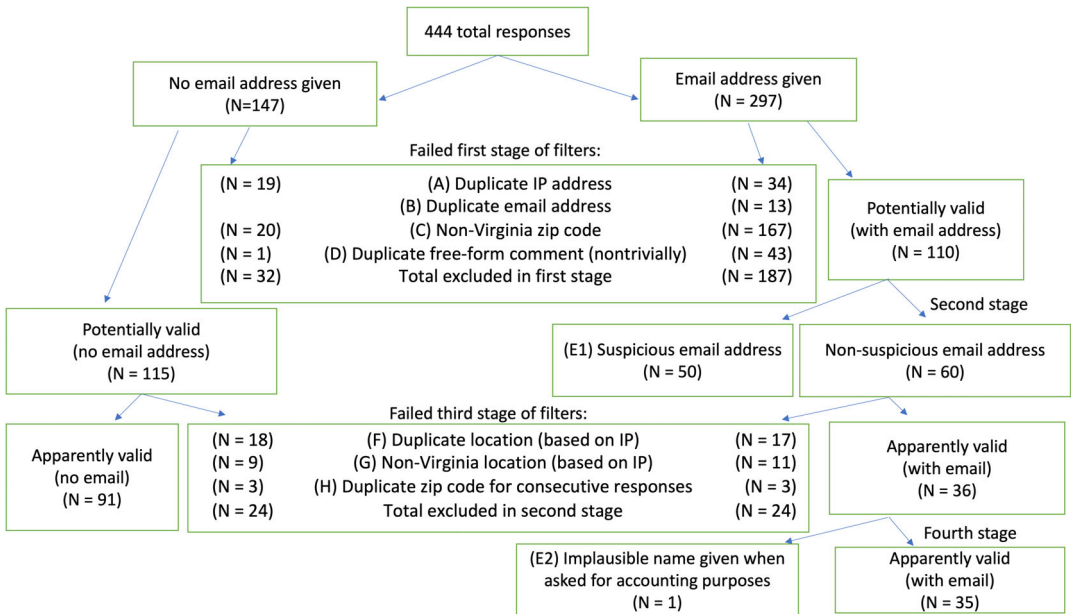 444 total responses
No email address given
(N=147)
Email address given
(N = 297)
Failed first stage of filters:
(N = 19) (A) Duplicate IP address (N = 34)
(B) Duplicate email address (N = 13)
(N = 20) (C) Non-Virginia zip code (N = 167)
(N = 1) (D) Duplicate free-form comment (nontrivially) (N = 43)
(N = 32) Total excluded in first stage (N = 187)
Potentially valid
(with email address)
N = 110)
Second stage
Potentially valid
(no email address)
N = 115)
(E1) Suspicious email address
(N = 50)
Non-suspicious email address
(N = 60)
Failed third stage of filters:
Apparently valid
(no email)
(N = 91)
(N = 18) (F) Duplicate location (based on IP) (N = 17)
(N = 9) (G) Non-Virginia location (based on IP) (N = 11)
(N = 3) (H) Duplicate zip code for consecutive responses (N = 3)
(N = 24) Total excluded in second stage (N = 24)
Apparently valid
(with email)
(N = 36)
Fourth stage
(E2) Implausible name given when
asked for accounting purposes
(N = 1)
Apparently valid
(with email)
(N = 35)